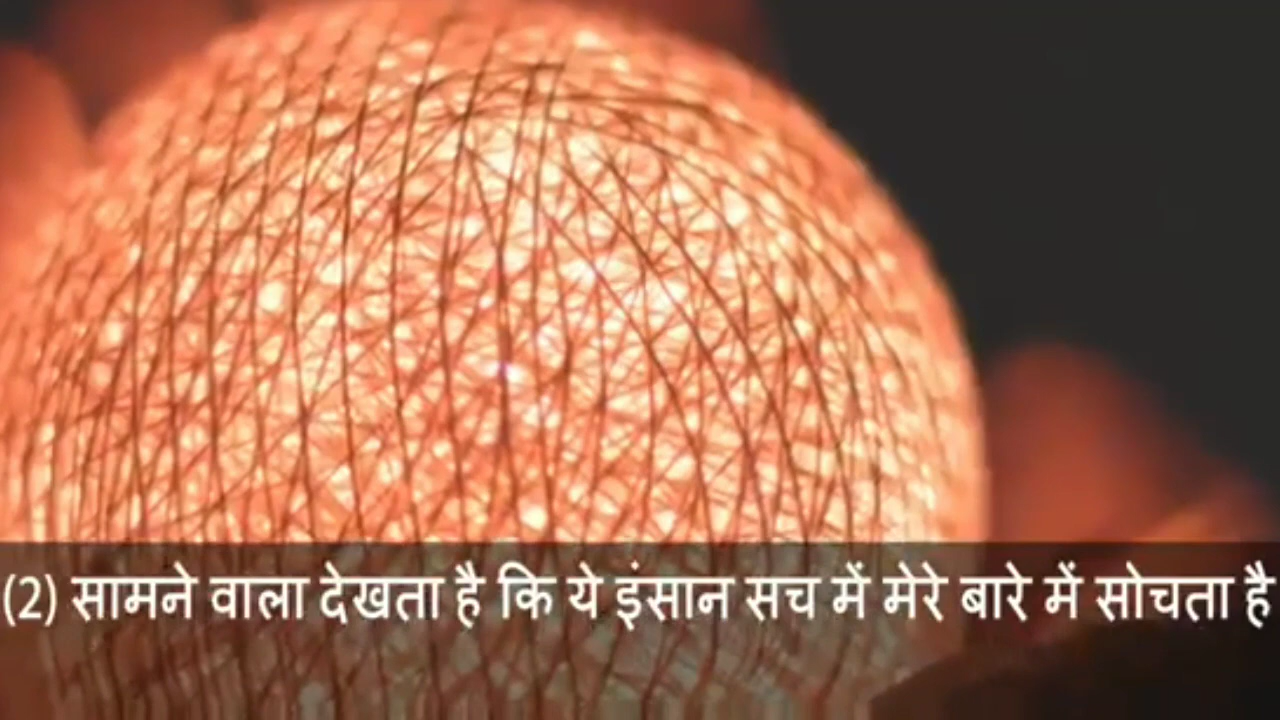 (2) सामने वाला देखता है कि ये इंसान सच में मेरे बारे में सोचता है